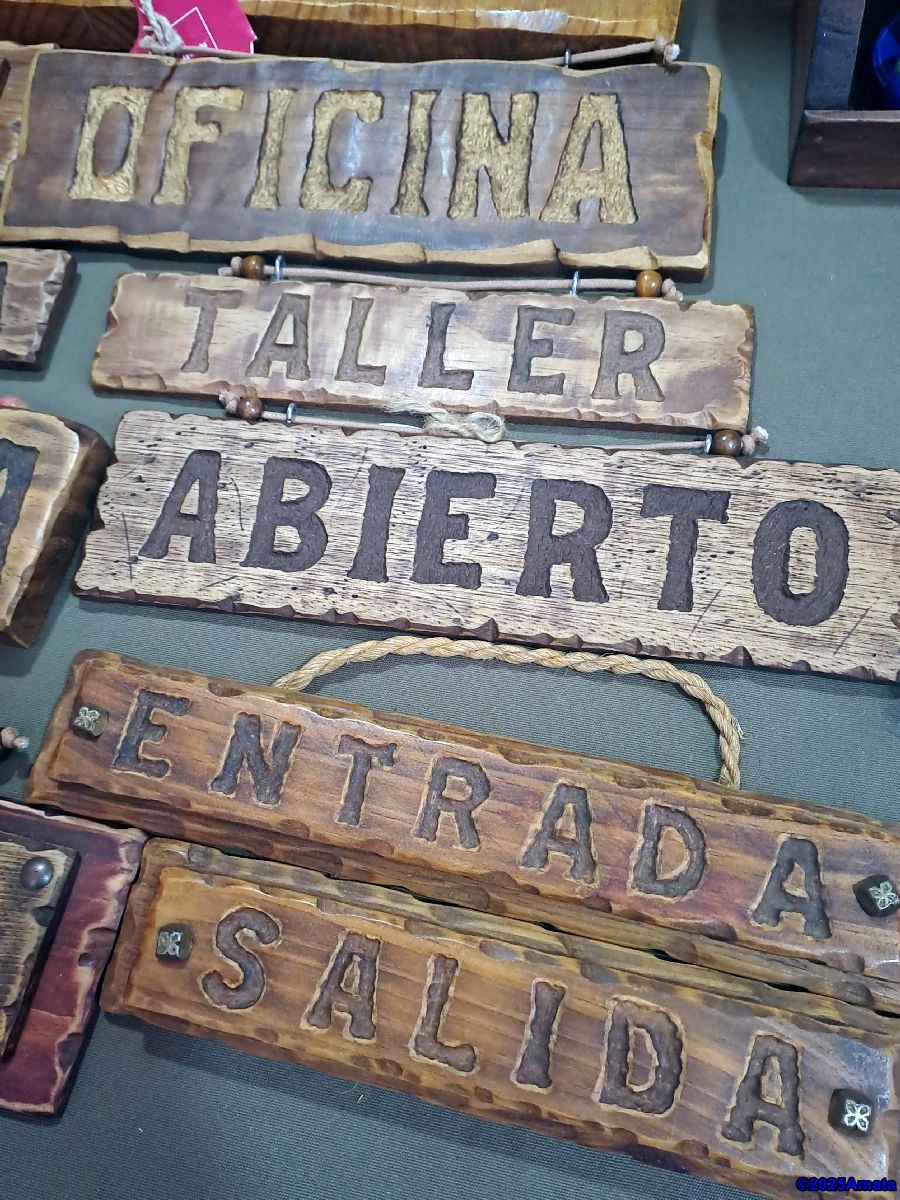 OFICINA
TALLER
ABIERTO
ENTRADA
SALIDA
©2025Amata